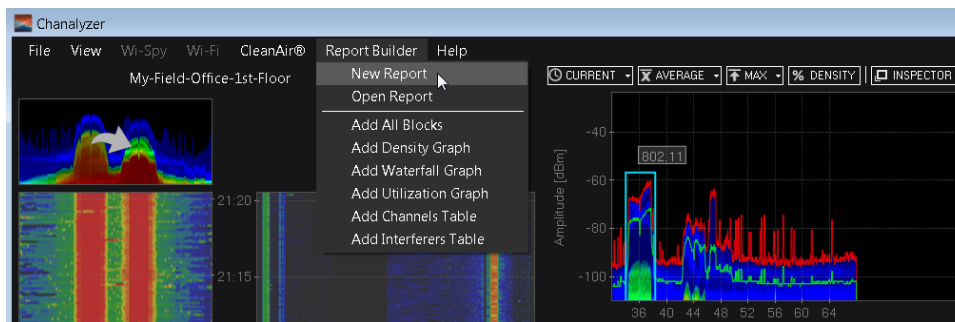 Chanalyzer
File View Wi-Spy Wi-Fi CleanAir® Report Builder Help
My-Field-Office-1st-Floor
New Report
Open Report
Add All Blocks
Add Density Graph
Add Waterfall Graph
Add Utilization Graph
Add Channels Table
Add Interferers Table
CURRENT AVERAGE MAX % DENSITY INSPECTOR
21:20
21:15
Amplitude [dBm]
-40
-60
-80
-100
802.11
36 40 44 48 52 56 60 64